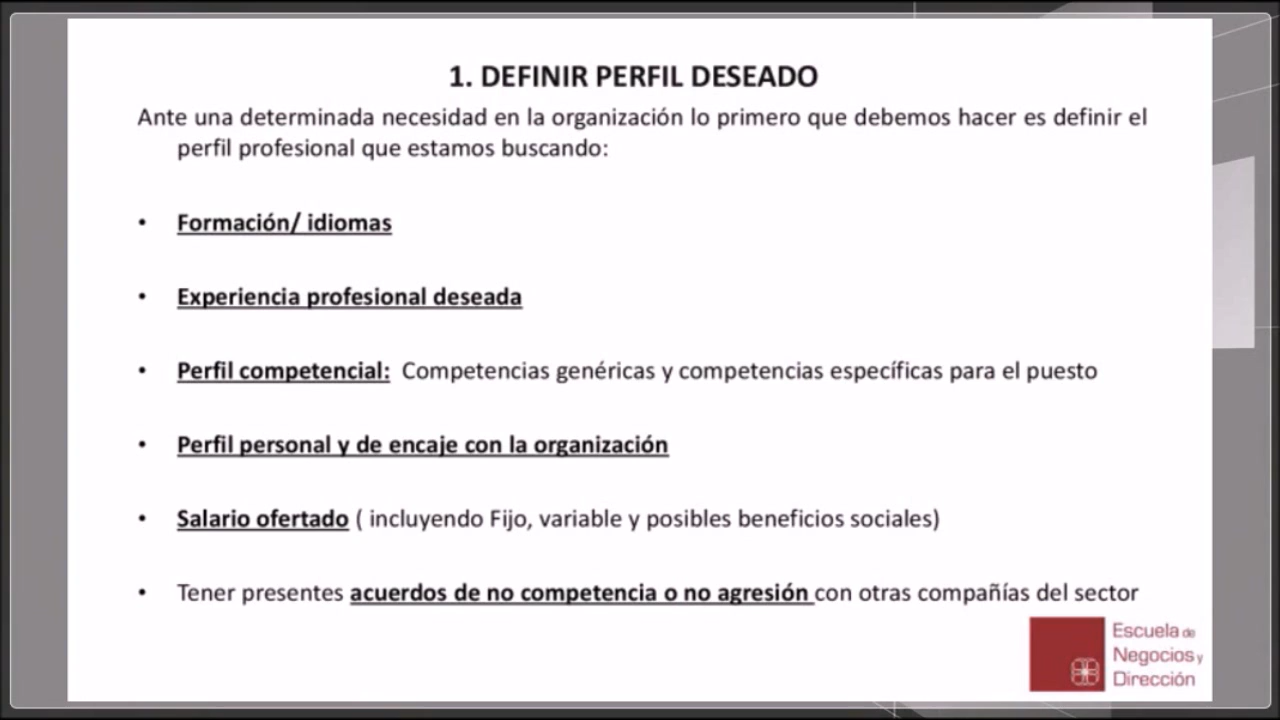 1. DEFINIR PERFIL DESEADO
Ante una determinada necesidad en la organización lo primero que debemos hacer es definir el
perfil profesional que estamos buscando:
• Formación/ idiomas
• Experiencia profesional deseada
• Perfil competencial: Competencias genéricas y competencias específicas para el puesto
• Perfil personal y de encaje con la organización
• Salario ofertado ( incluyendo Fijo, variable y posibles beneficios sociales)
• Tener presentes acuerdos de no competencia o no agresión con otras compañías del sector
Escuela de
Negocios y
Dirección